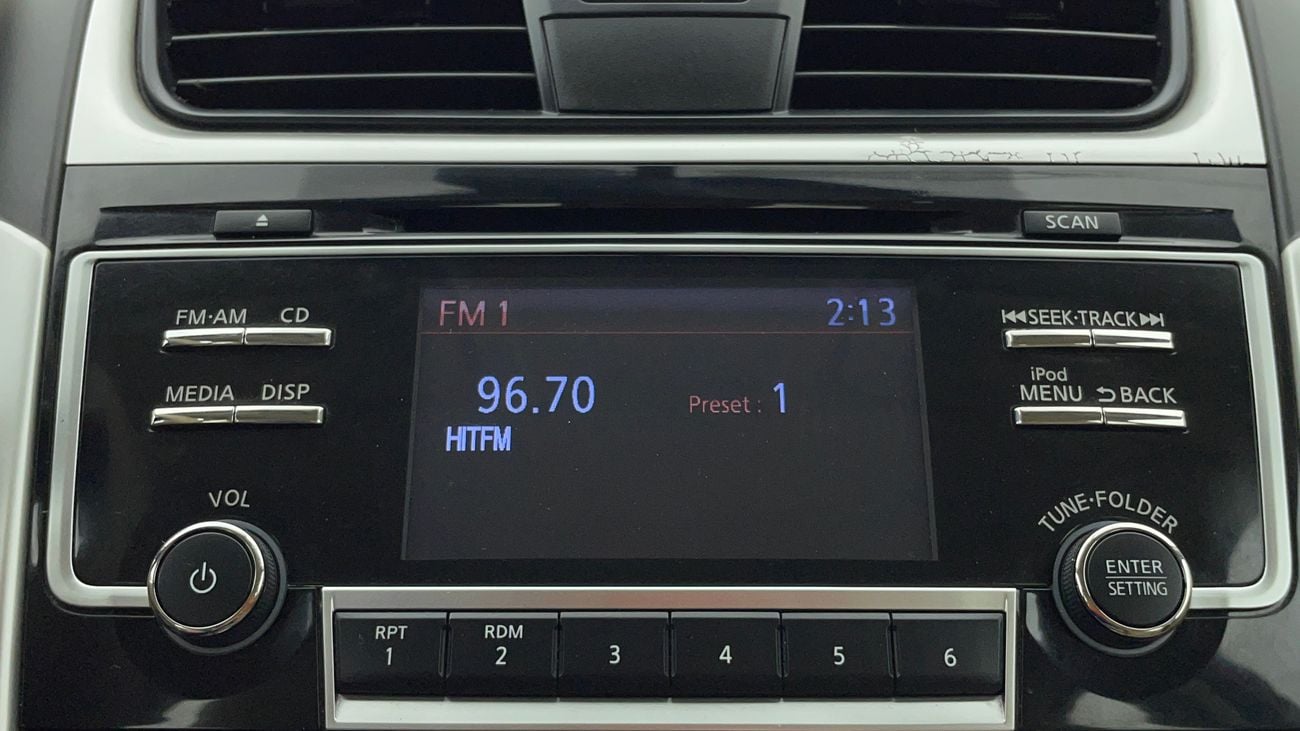 SCAN
FM·AM CD
MEDIA DISP
VOL
FM 1 2:13
96.70 Preset : 1
HITFM
SEEK·TRACK
iPod
MENU BACK
TUNE·FOLDER
ENTER
SETTING
RPT RDM
1 2 3 4 5 6